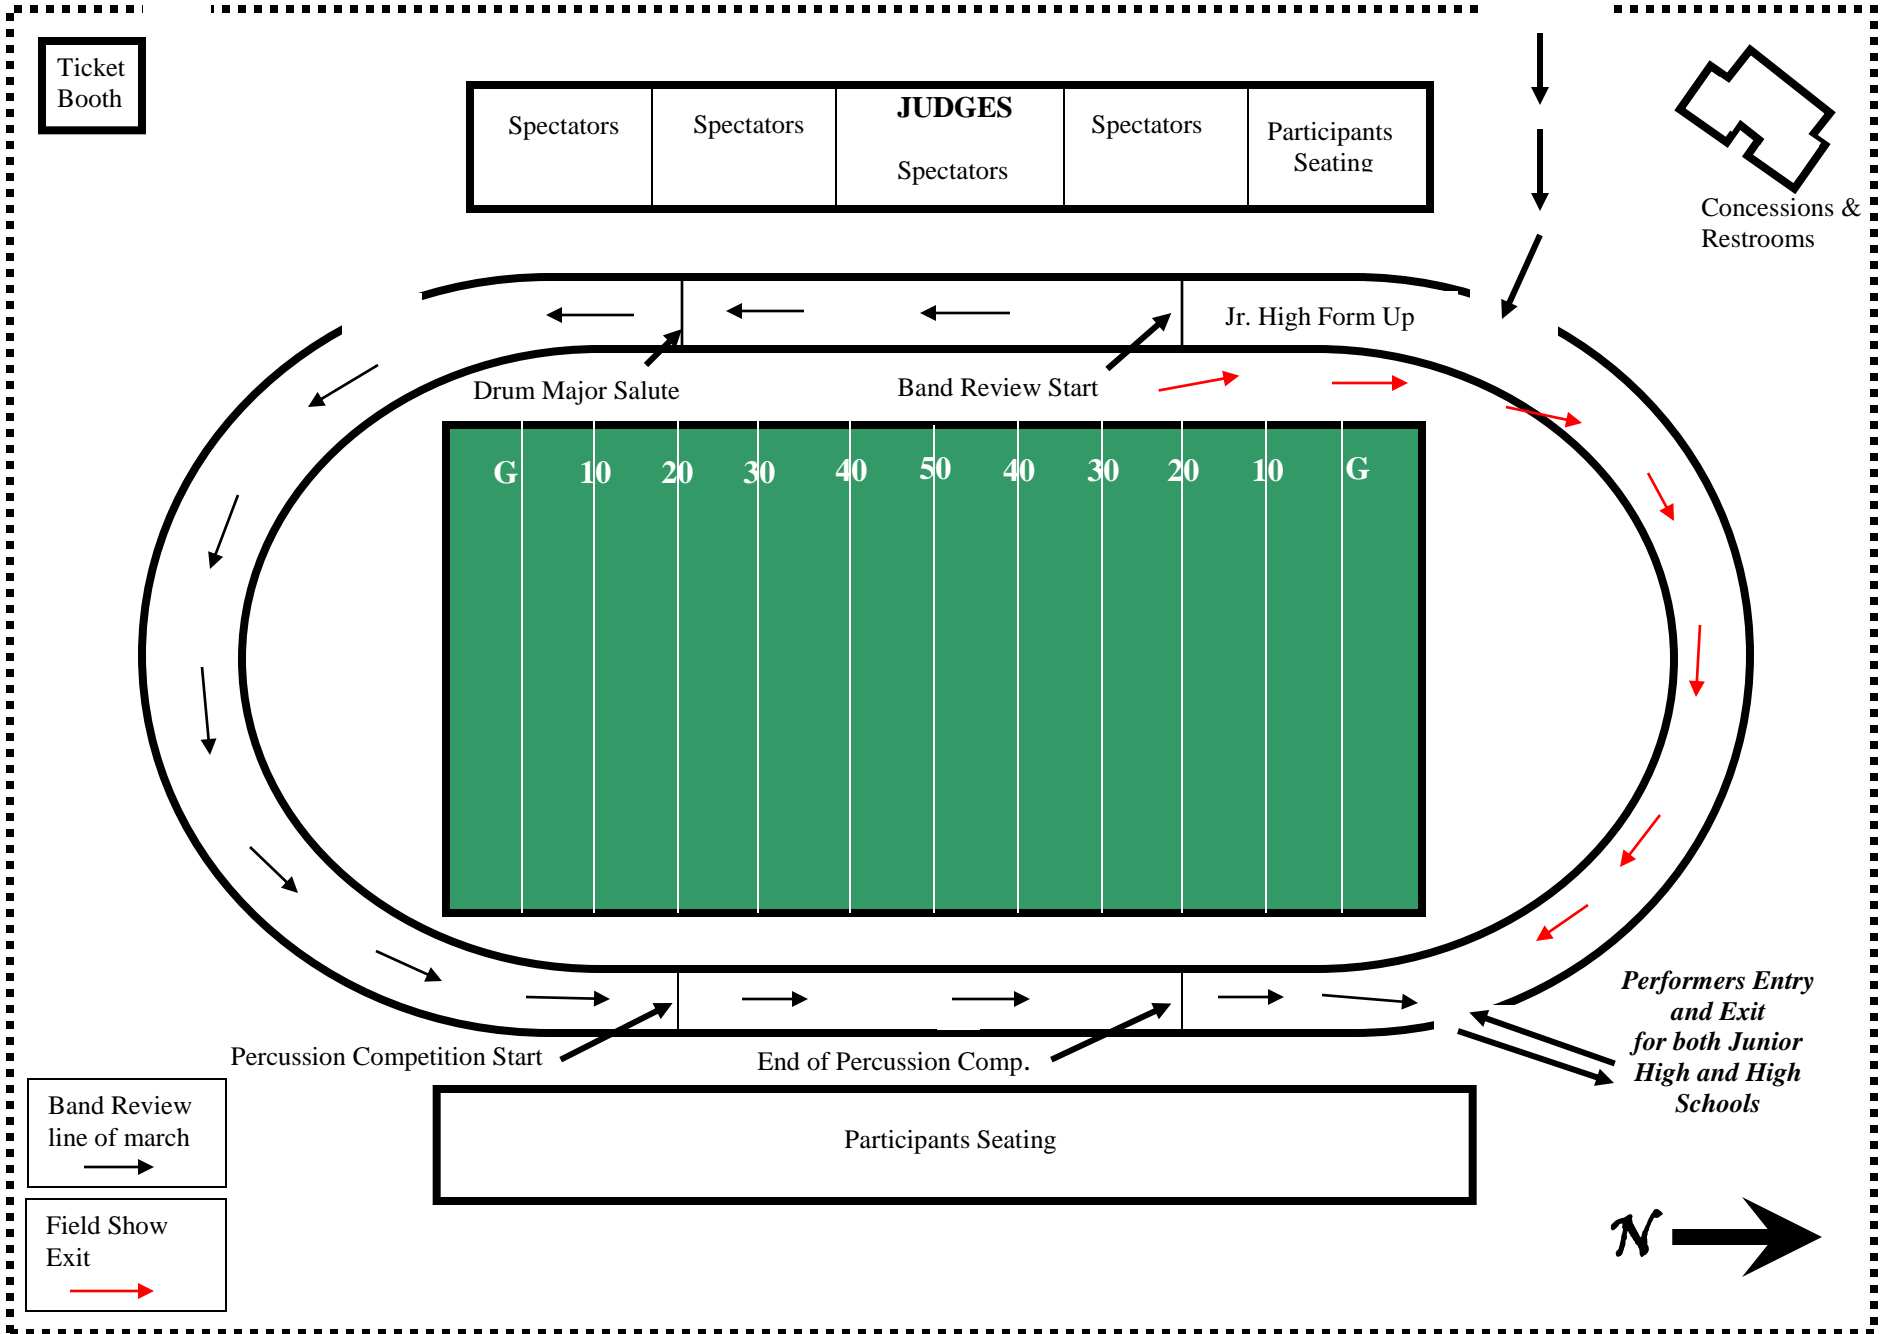 Ticket
Booth
Spectators
Spectators
JUDGES
Spectators
Spectators
Participants
Seating
Concessions &
Restrooms
Jr. High Form Up
Drum Major Salute
Band Review Start
G 10 20 30 40 50 40 30 20 10 G
Performers Entry
and Exit
for both Junior
High and High
Schools
Percussion Competition Start
End of Percussion Comp.
Band Review
line of march
Participants Seating
Field Show
Exit
N